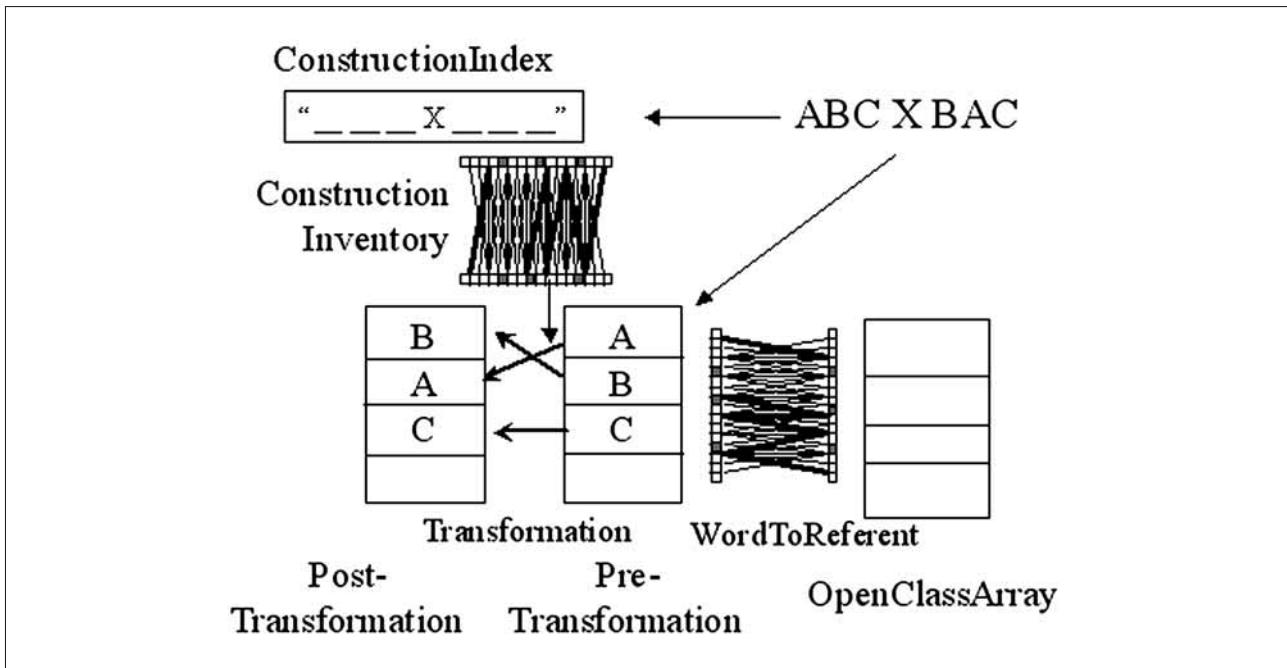 ConstructionIndex
“_ _ _ X _ _ _”
ABC X BAC
Construction
Inventory
B
A
C
A
B
C
Transformation
WordToReferent
Post-
Transformation
Pre-
Transformation
OpenClassArray